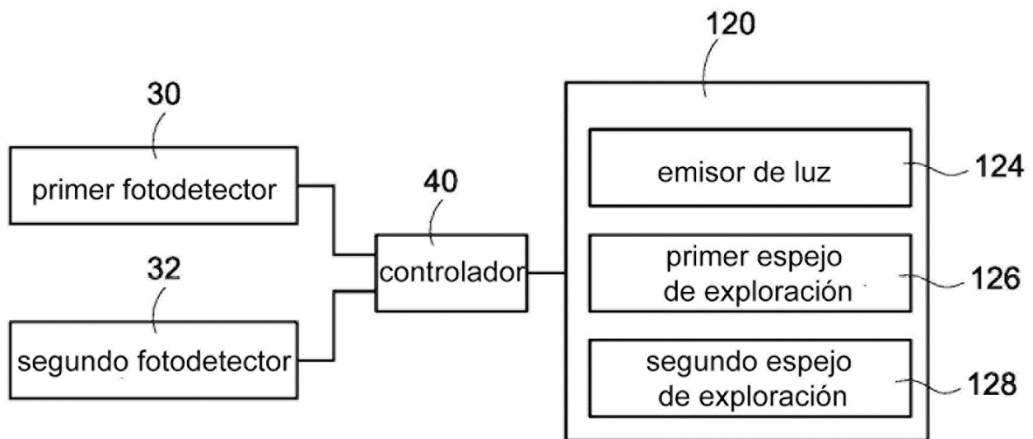 120
30
primer fotodetector
40
controlador
32
segundo fotodetector
emisor de luz
124
primer espejo
de exploración
126
segundo espejo
de exploración
128